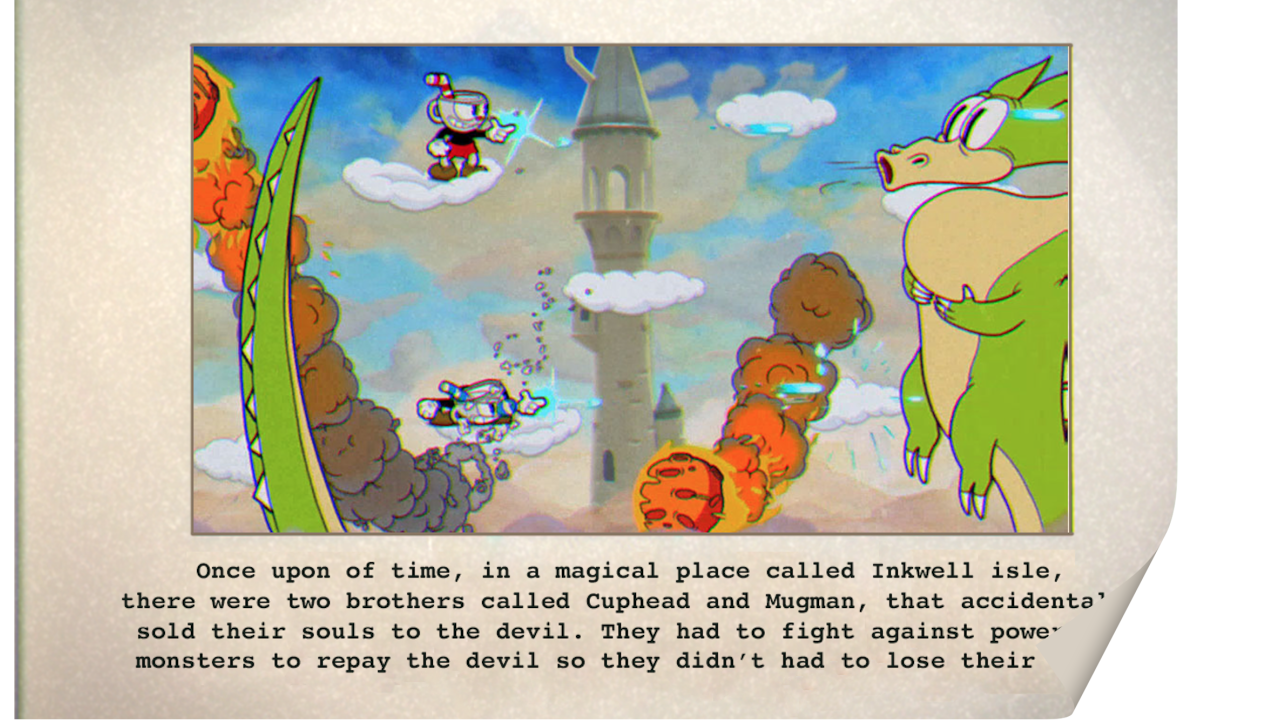 Once upon of time, in a magical place called Inkwell isle,
there were two brothers called Cuphead and Mugman, that
sold their souls to the devil. They had to fight against
monsters to repay the devil so they didn’t had to lose their